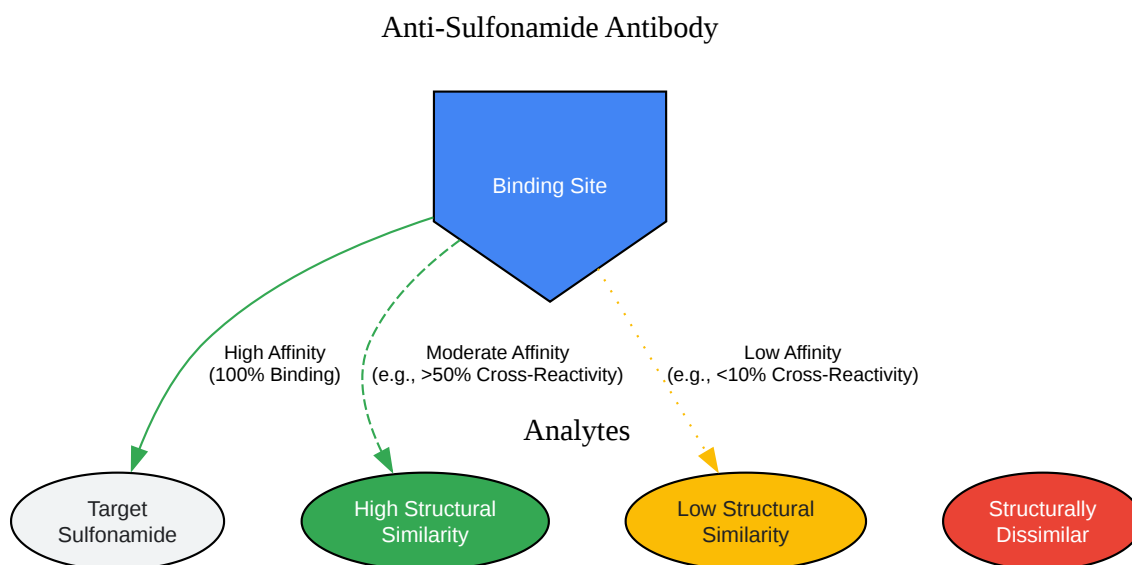 Anti-Sulfonamide Antibody
Binding Site
High Affinity
(100% Binding)
Moderate Affinity
(e.g., >50% Cross-Reactivity)
Low Affinity
(e.g., <10% Cross-Reactivity)
Analytes
Target
Sulfonamide
High Structural
Similarity
Low Structural
Similarity
Structurally
Dissimilar